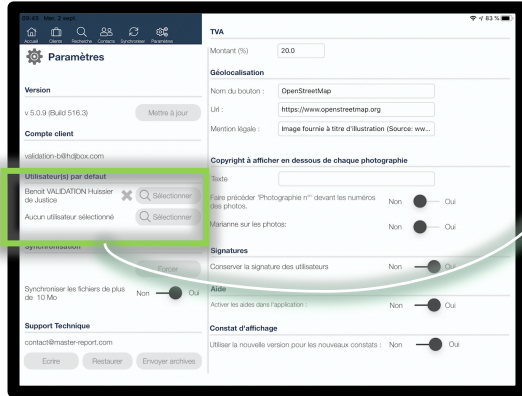 08:45 Mer. 2 sept.
83 %
Accueil Clients Recherche Contacts Synchroniser Paramètres
Paramètres
Version
v 5.0.9 (Build 516.3)
Mettre à jour
Compte client
validation-b@hdjbox.com
Utilisateur(s) par défaut
Benoit VALIDATION Huissier
de Justice
Sélectionner
Aucun utilisateur sélectionné
Sélectionner
Synchronisation
Forcer
Synchroniser les fichiers de plus
de 10 Mo
Non Oui
Support Technique
contact@master-report.com
Ecrire Restaurer Envoyer archives
TVA
Montant (%) 20.0
Géolocalisation
Nom du bouton : OpenStreetMap
Url : https://www.openstreetmap.org
Mention légale : Image fournie à titre d'illustration (Source: ww...
Copyright à afficher en dessous de chaque photographie
Texte
Faire précéder "Photographie n°" devant les numéros
des photos.
Non Oui
Marianne sur les photos: Non Oui
Signatures
Conserver la signature des utilisateurs Non Oui
Aide
Activer les aides dans l'application : Non Oui
Constat d'affichage
Utiliser la nouvelle version pour les nouveaux constats : Non Oui